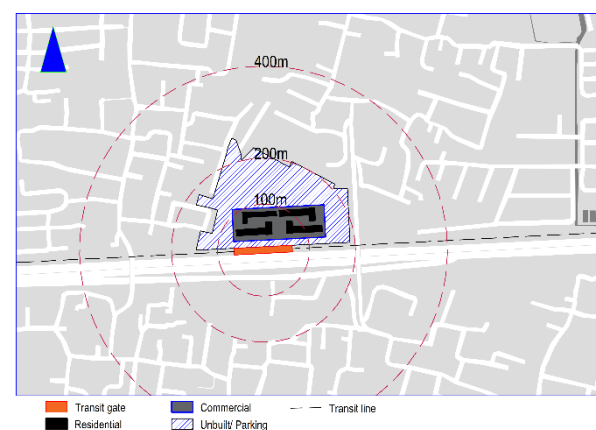 400m
200m
100m
Transit gate
Commercial
Transit line
Residential
Unbuilt/ Parking